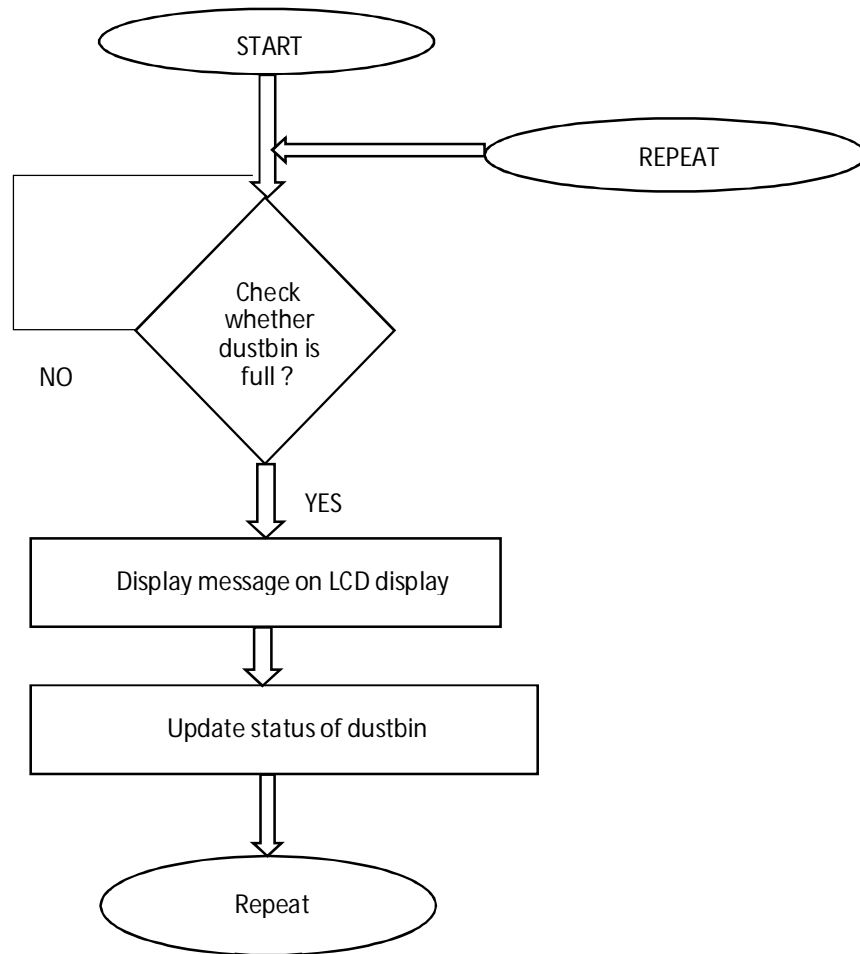 START
REPEAT
Check
whether
dustbin is
full ?
NO
YES
Display message on LCD display
Update status of dustbin
Repeat